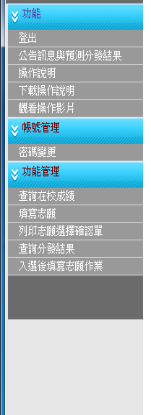 功能
登出
公告訊息與預測分發結果
操作說明
下載操作說明
觀看操作影片
帳號管理
密碼變更
功能管理
查詢在校成績
填寫志願
列印志願選擇確認單
查詢分發結果
入選後填寫志願作業